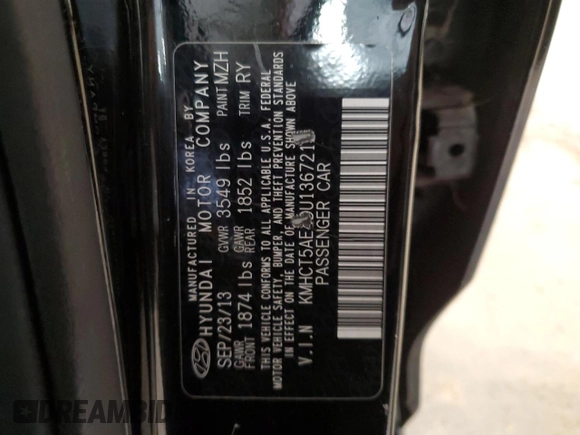 MANUFACTURED IN KOREA BY
HYUNDAI MOTOR COMPANY
SEP/23/13 GVWR 3549 lbs PAINT MZH
GAWR FRONT 1874 lbs GAWR REAR 1852 lbs TRIM RY
THIS VEHICLE CONFORMS TO ALL APPLICABLE U.S.A. FEDERAL
MOTOR VEHICLE SAFETY, BUMPER, AND THEFT PREVENTION STANDARDS
IN EFFECT ON THE DATE OF MANUFACTURE SHOWN ABOVE
V.I.N
PASSENGER CAR
DREAMBID